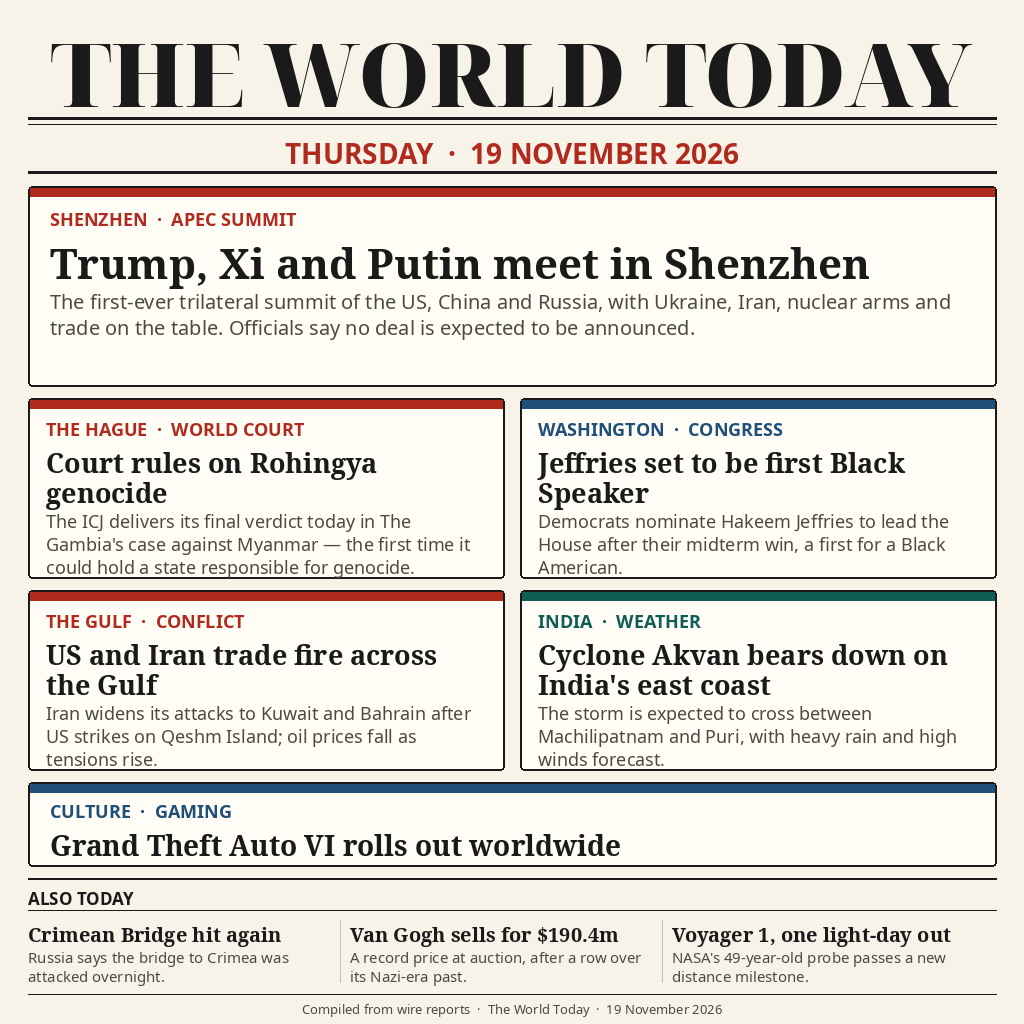 THE WORLD TODAY
THURSDAY · 19 NOVEMBER 2026
SHENZHEN · APEC SUMMIT
Trump, Xi and Putin meet in Shenzhen
The first-ever trilateral summit of the US, China and Russia, with Ukraine, Iran, nuclear arms and
trade on the table. Officials say no deal is expected to be announced.
THE HAGUE · WORLD COURT
Court rules on Rohingya
genocide
The ICJ delivers its final verdict today in The
Gambia's case against Myanmar — the first time it
could hold a state responsible for genocide.
WASHINGTON · CONGRESS
Jeffries set to be first Black
Speaker
Democrats nominate Hakeem Jeffries to lead the
House after their midterm win, a first for a Black
American.
THE GULF · CONFLICT
US and Iran trade fire across
the Gulf
Iran widens its attacks to Kuwait and Bahrain after
US strikes on Qeshm Island; oil prices fall as
tensions rise.
INDIA · WEATHER
Cyclone Akvan bears down on
India's east coast
The storm is expected to cross between
Machilipatnam and Puri, with heavy rain and high
winds forecast.
CULTURE · GAMING
Grand Theft Auto VI rolls out worldwide
ALSO TODAY
Crimean Bridge hit again
Russia says the bridge to Crimea was
attacked overnight.
Van Gogh sells for $190.4m
A record price at auction, after a row over
its Nazi-era past.
Voyager 1, one light-day out
NASA's 49-year-old probe passes a new
distance milestone.
Compiled from wire reports · The World Today · 19 November 2026